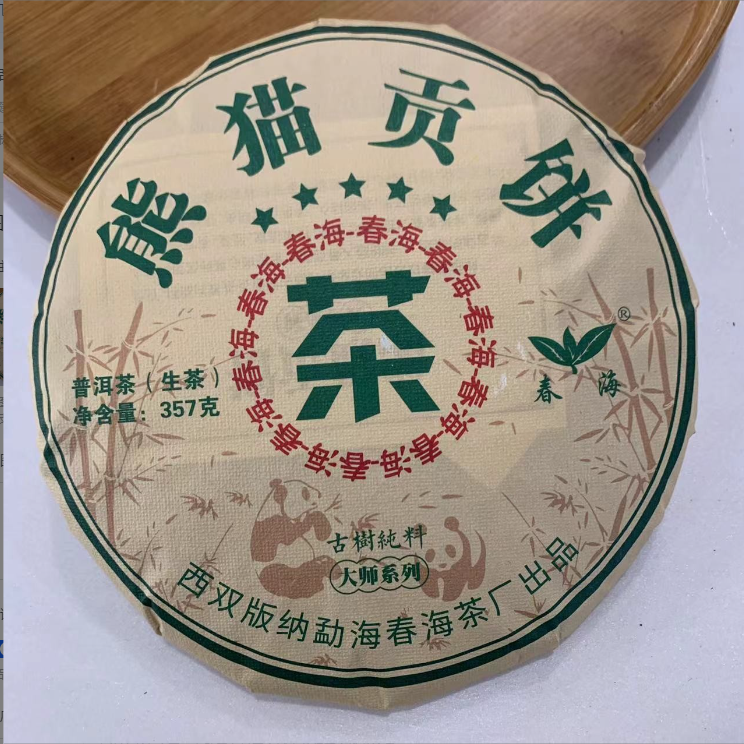 熊猫贡饼
春海-春海-春海-春海-春海-春海-春海-春海-春海-春海-春海-春海-
茶
普洱茶（生茶）
净含量：357克
®
春海
古樹純料
大师系列
西双版纳勐海春海茶厂出品